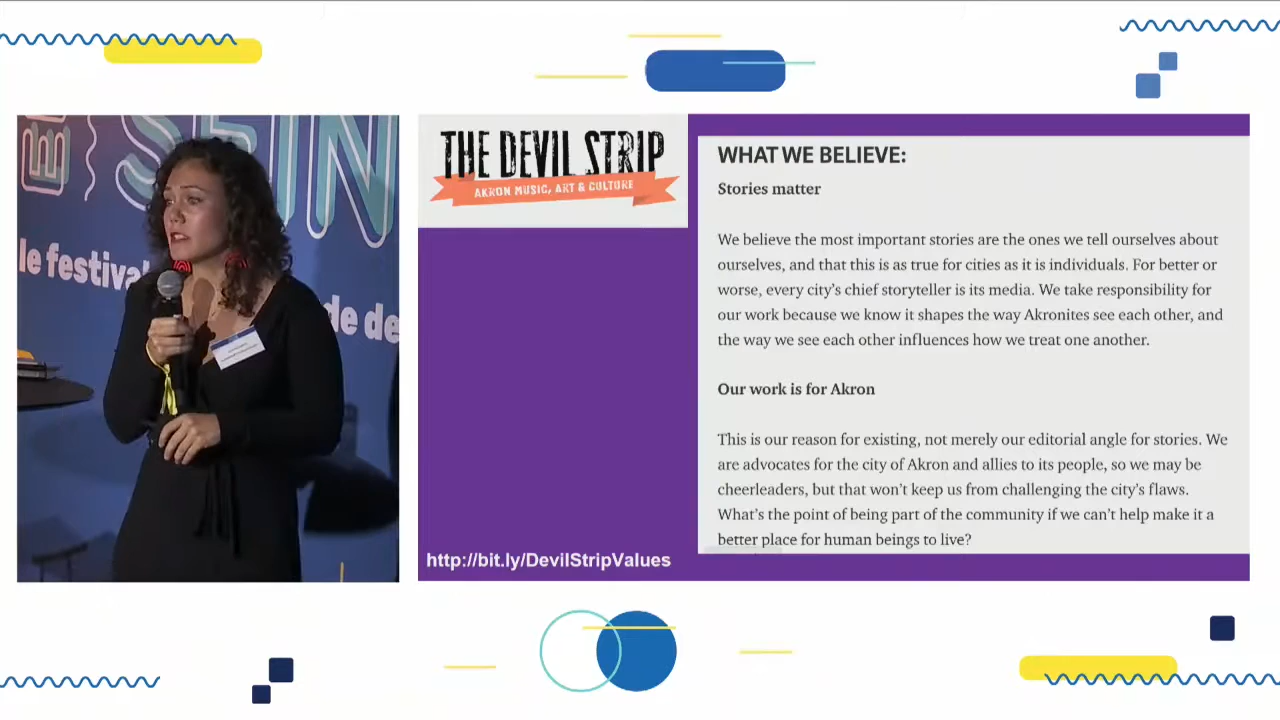 le festival
de de
THE DEVIL STRIP
AKRON MUSIC, ART & CULTURE
http://bit.ly/DevilStripValues
WHAT WE BELIEVE:
Stories matter
We believe the most important stories are the ones we tell ourselves about
ourselves, and that this is as true for cities as it is individuals. For better or
worse, every city’s chief storyteller is its media. We take responsibility for
our work because we know it shapes the way Akronites see each other, and
the way we see each other influences how we treat one another.
Our work is for Akron
This is our reason for existing, not merely our editorial angle for stories. We
are advocates for the city of Akron and allies to its people, so we may be
cheerleaders, but that won’t keep us from challenging the city’s flaws.
What’s the point of being part of the community if we can’t help make it a
better place for human beings to live?